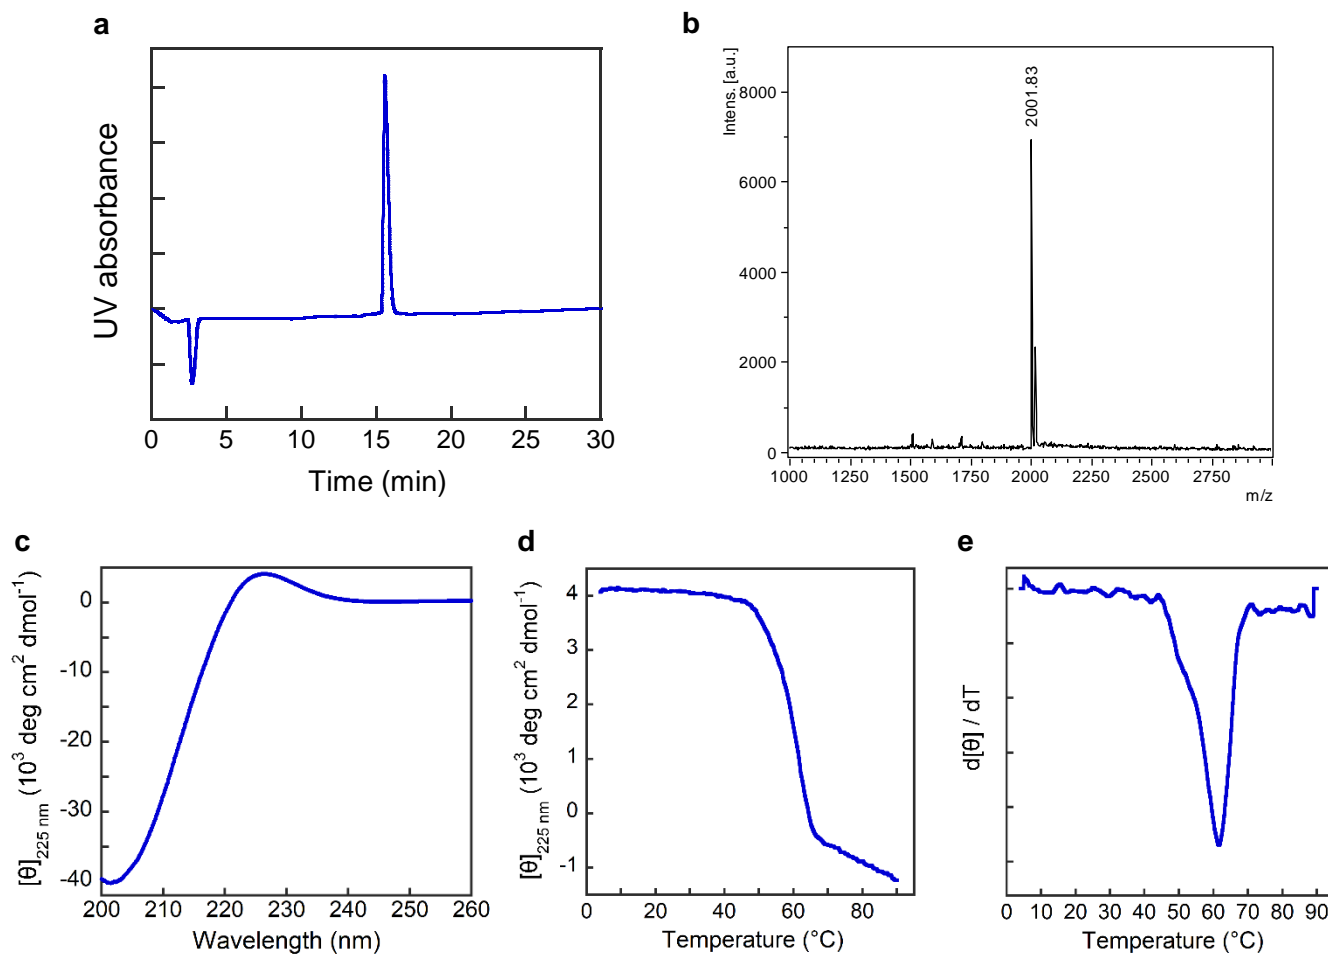 a
UV absorbance
0 5 10 15 20 25 30
Time (min)
b
Intens. [a.u.]
2001.83
8000
6000
4000
2000
0
1000 1250 1500 1750 2000 2250 2500 2750
m/z
c
[θ]225 nm (10³ deg cm² dmol⁻¹)
0
-10
-20
-30
-40
200 210 220 230 240 250 260
Wavelength (nm)
d
[θ]225 nm (10³ deg cm² dmol⁻¹)
4
3
2
1
0
-1
0 20 40 60 80
Temperature (°C)
e
d[θ] / dT
0 10 20 30 40 50 60 70 80 90
Temperature (°C)